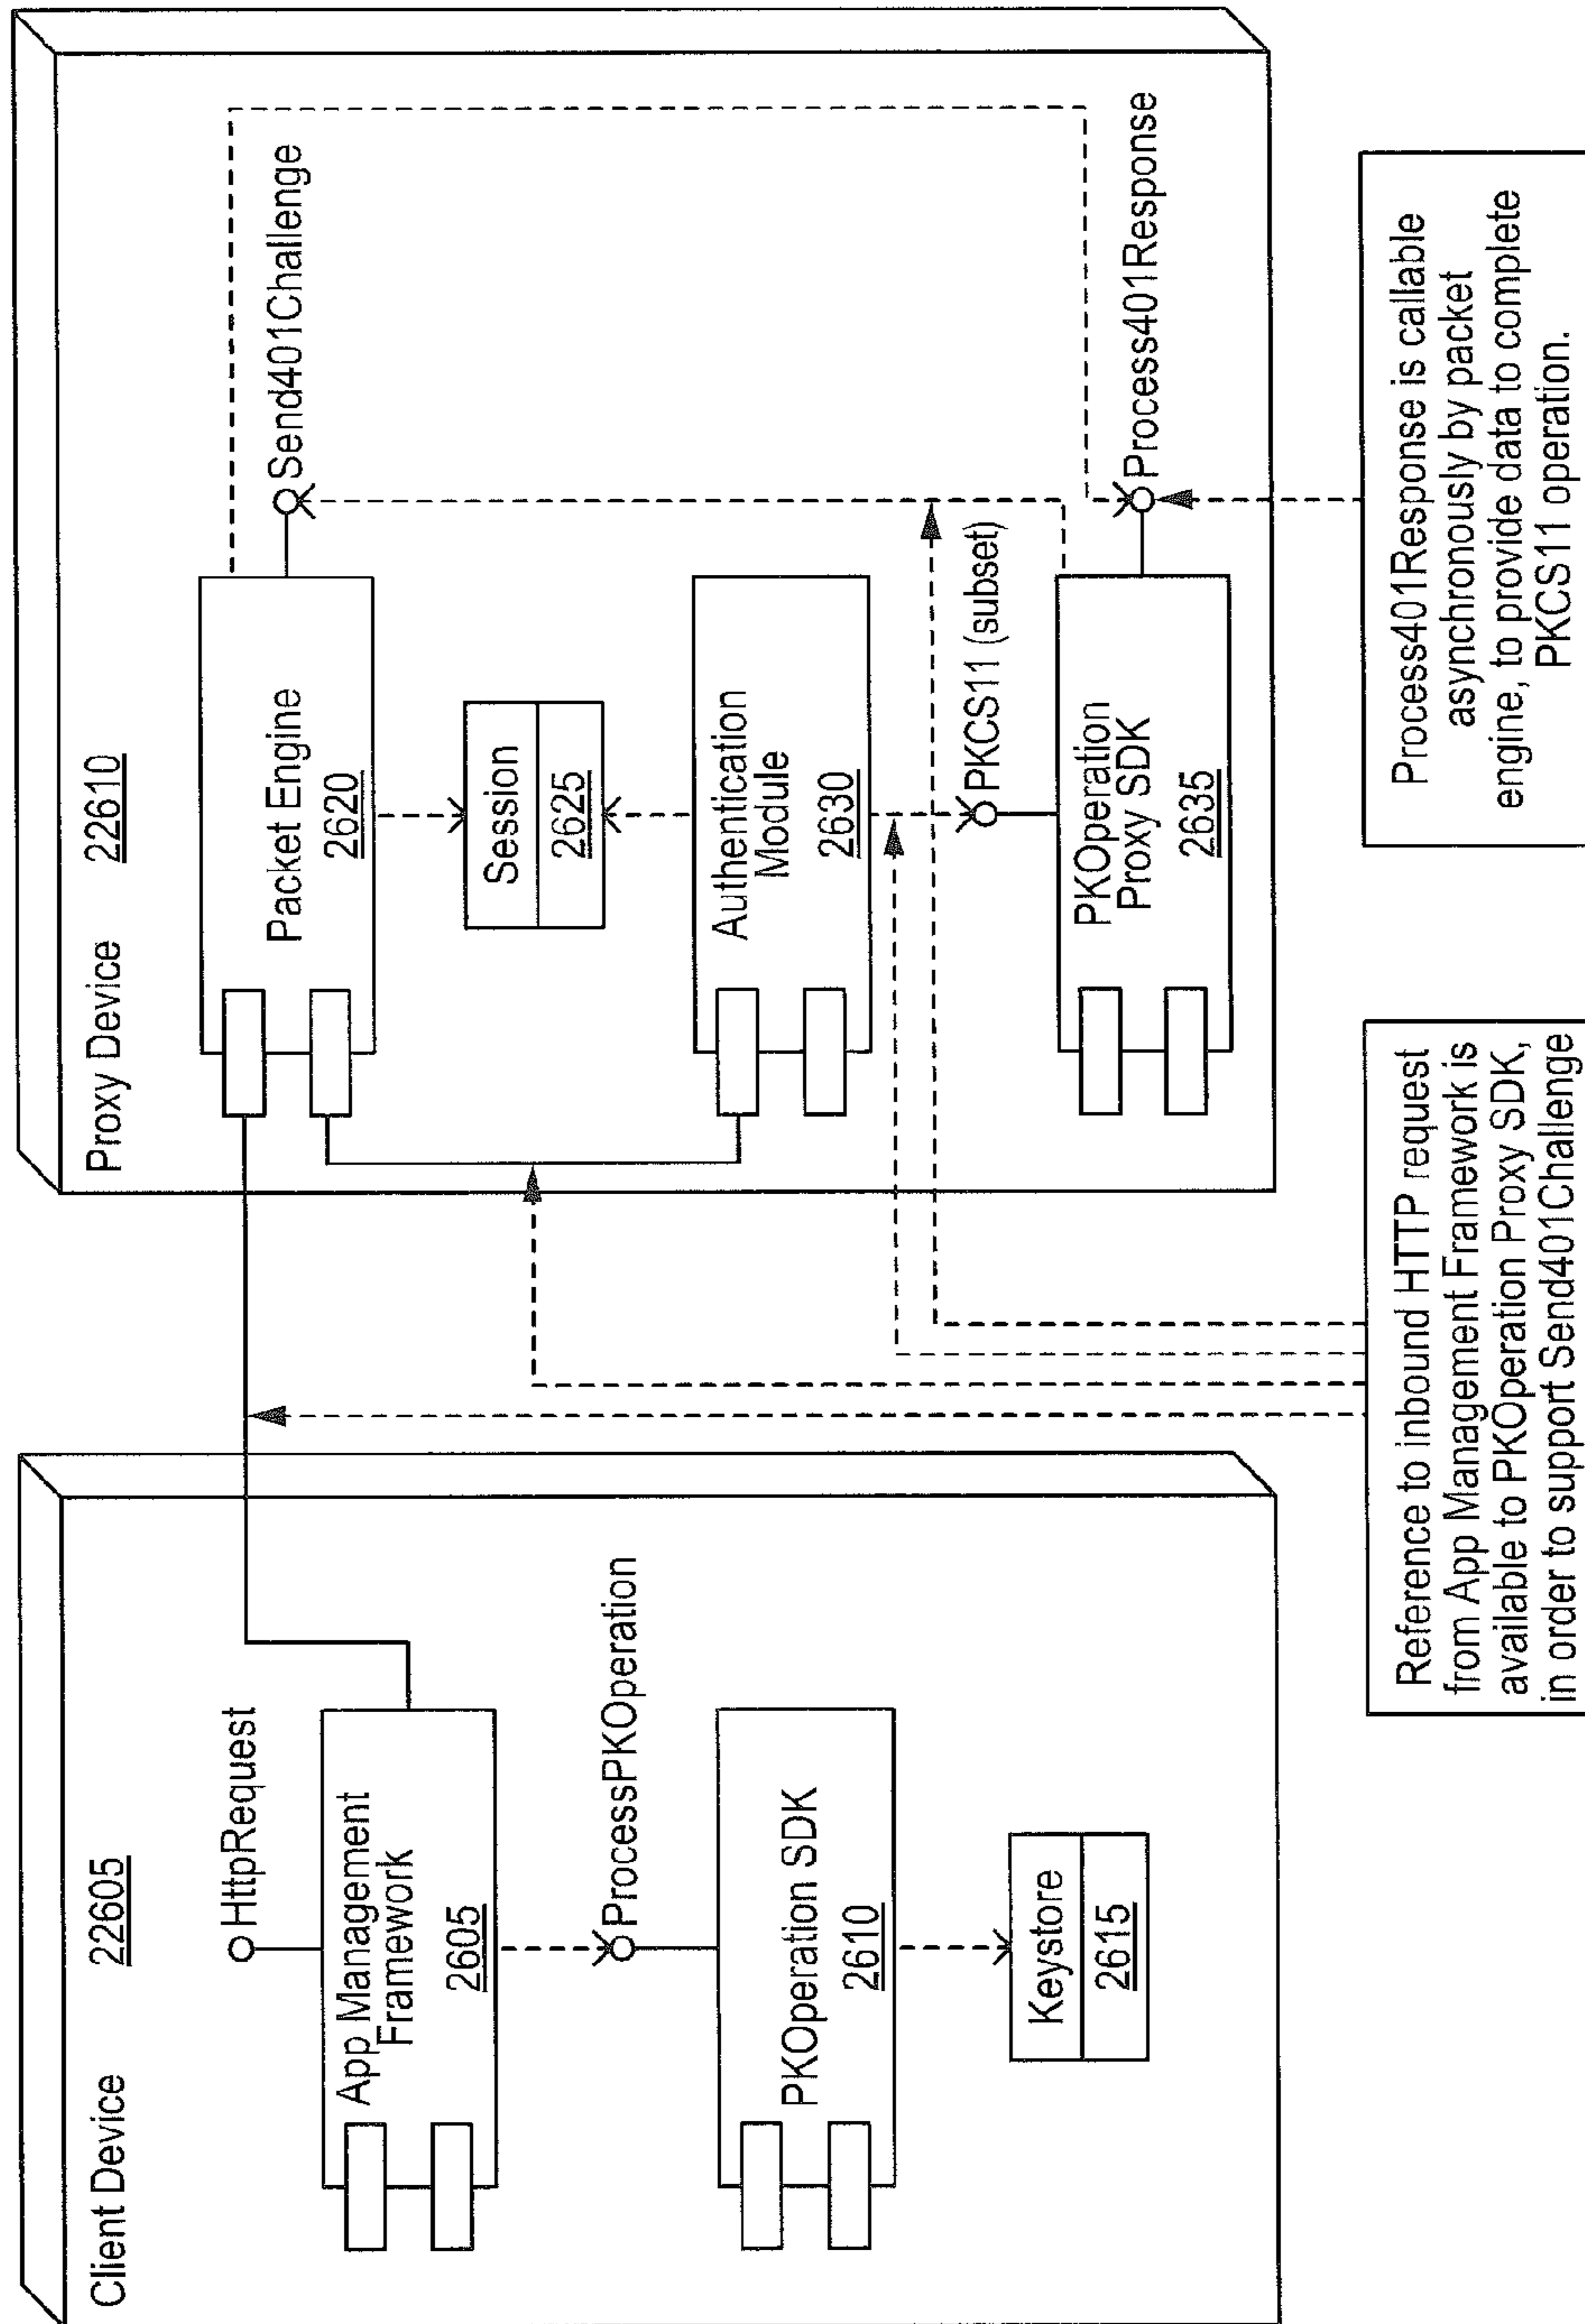 Client Device 22605
HttpRequest
App Management
Framework
2605
ProcessPKOperation
PKOperation SDK
2610
Keystore
2615
Proxy Device 22610
Packet Engine
2620
Send401Challenge
Session
2625
Authentication
Module
2630
PKCS11 (subset)
PKOperation
Proxy SDK
2635
Process401Response
Reference to inbound HTTP request
from App Management Framework is
available to PKOperation Proxy SDK,
in order to support Send401Challenge
Process401Response is callable
asynchronously by packet
engine, to provide data to complete
PKCS11 operation.